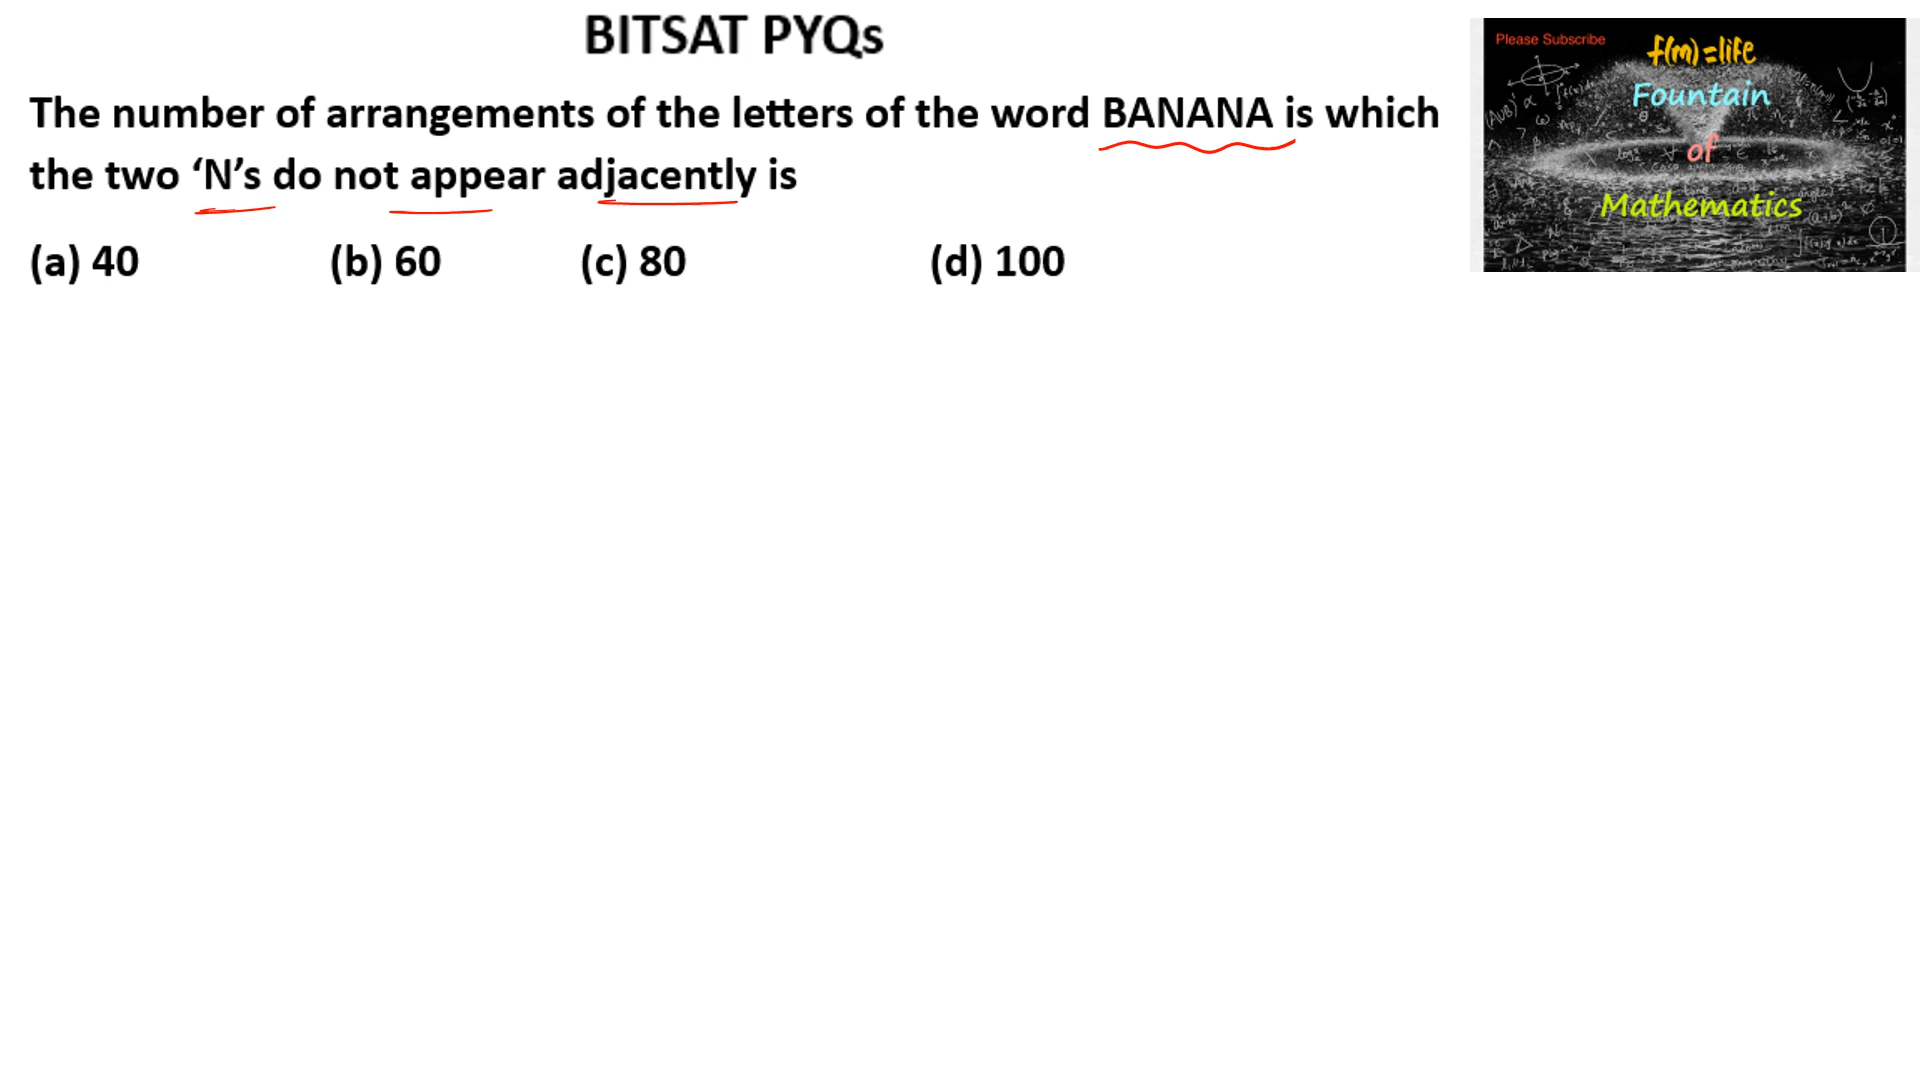 BITSAT PYQs
The number of arrangements of the letters of the word BANANA is which
the two ‘N’s do not appear adjacently is
(a) 40 (b) 60 (c) 80 (d) 100
Please Subscribe
f(m)=life
Fountain
of
Mathematics